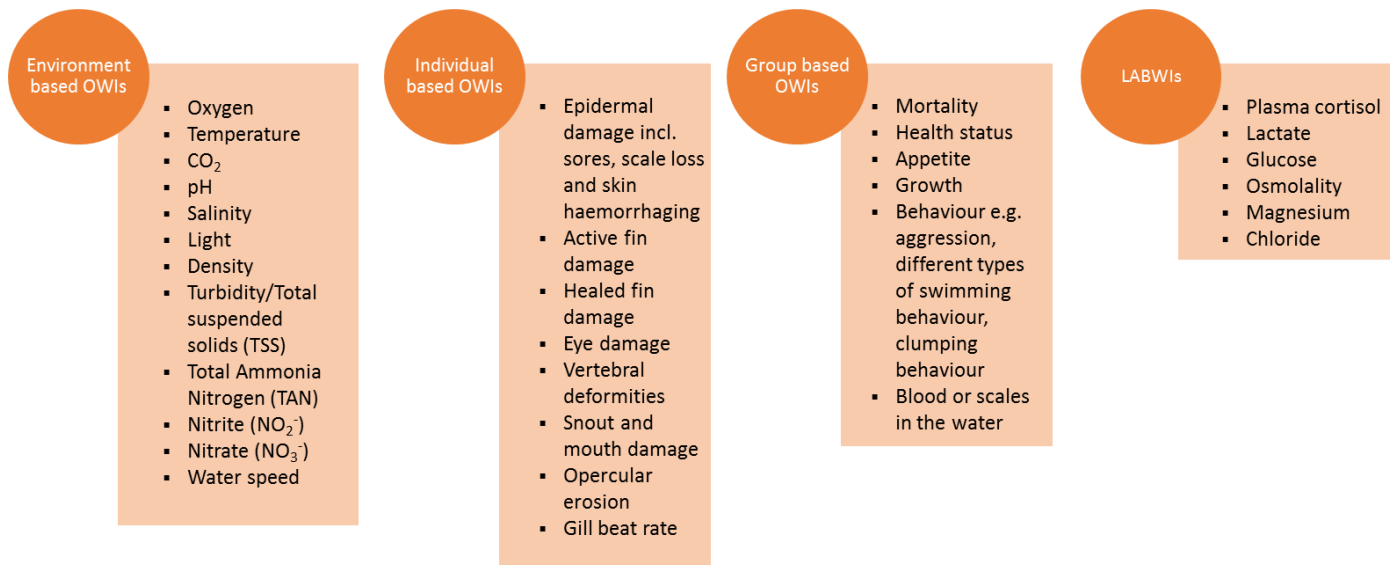 Environment
based OWIs
▪ Oxygen
▪ Temperature
▪ CO₂
▪ pH
▪ Salinity
▪ Light
▪ Density
▪ Turbidity/Total
suspended
solids (TSS)
▪ Total Ammonia
Nitrogen (TAN)
▪ Nitrite (NO₂⁻)
▪ Nitrate (NO₃⁻)
▪ Water speed
Individual
based OWIs
▪ Epidermal
damage incl.
sores, scale loss
and skin
haemorrhaging
▪ Active fin
damage
▪ Healed fin
damage
▪ Eye damage
▪ Vertebral
deformities
▪ Snout and
mouth damage
▪ Opercular
erosion
▪ Gill beat rate
Group based
OWIs
▪ Mortality
▪ Health status
▪ Appetite
▪ Growth
▪ Behaviour e.g.
aggression,
different types
of swimming
behaviour,
clumping
behaviour
▪ Blood or scales
in the water
LABWIs
▪ Plasma cortisol
▪ Lactate
▪ Glucose
▪ Osmolality
▪ Magnesium
▪ Chloride